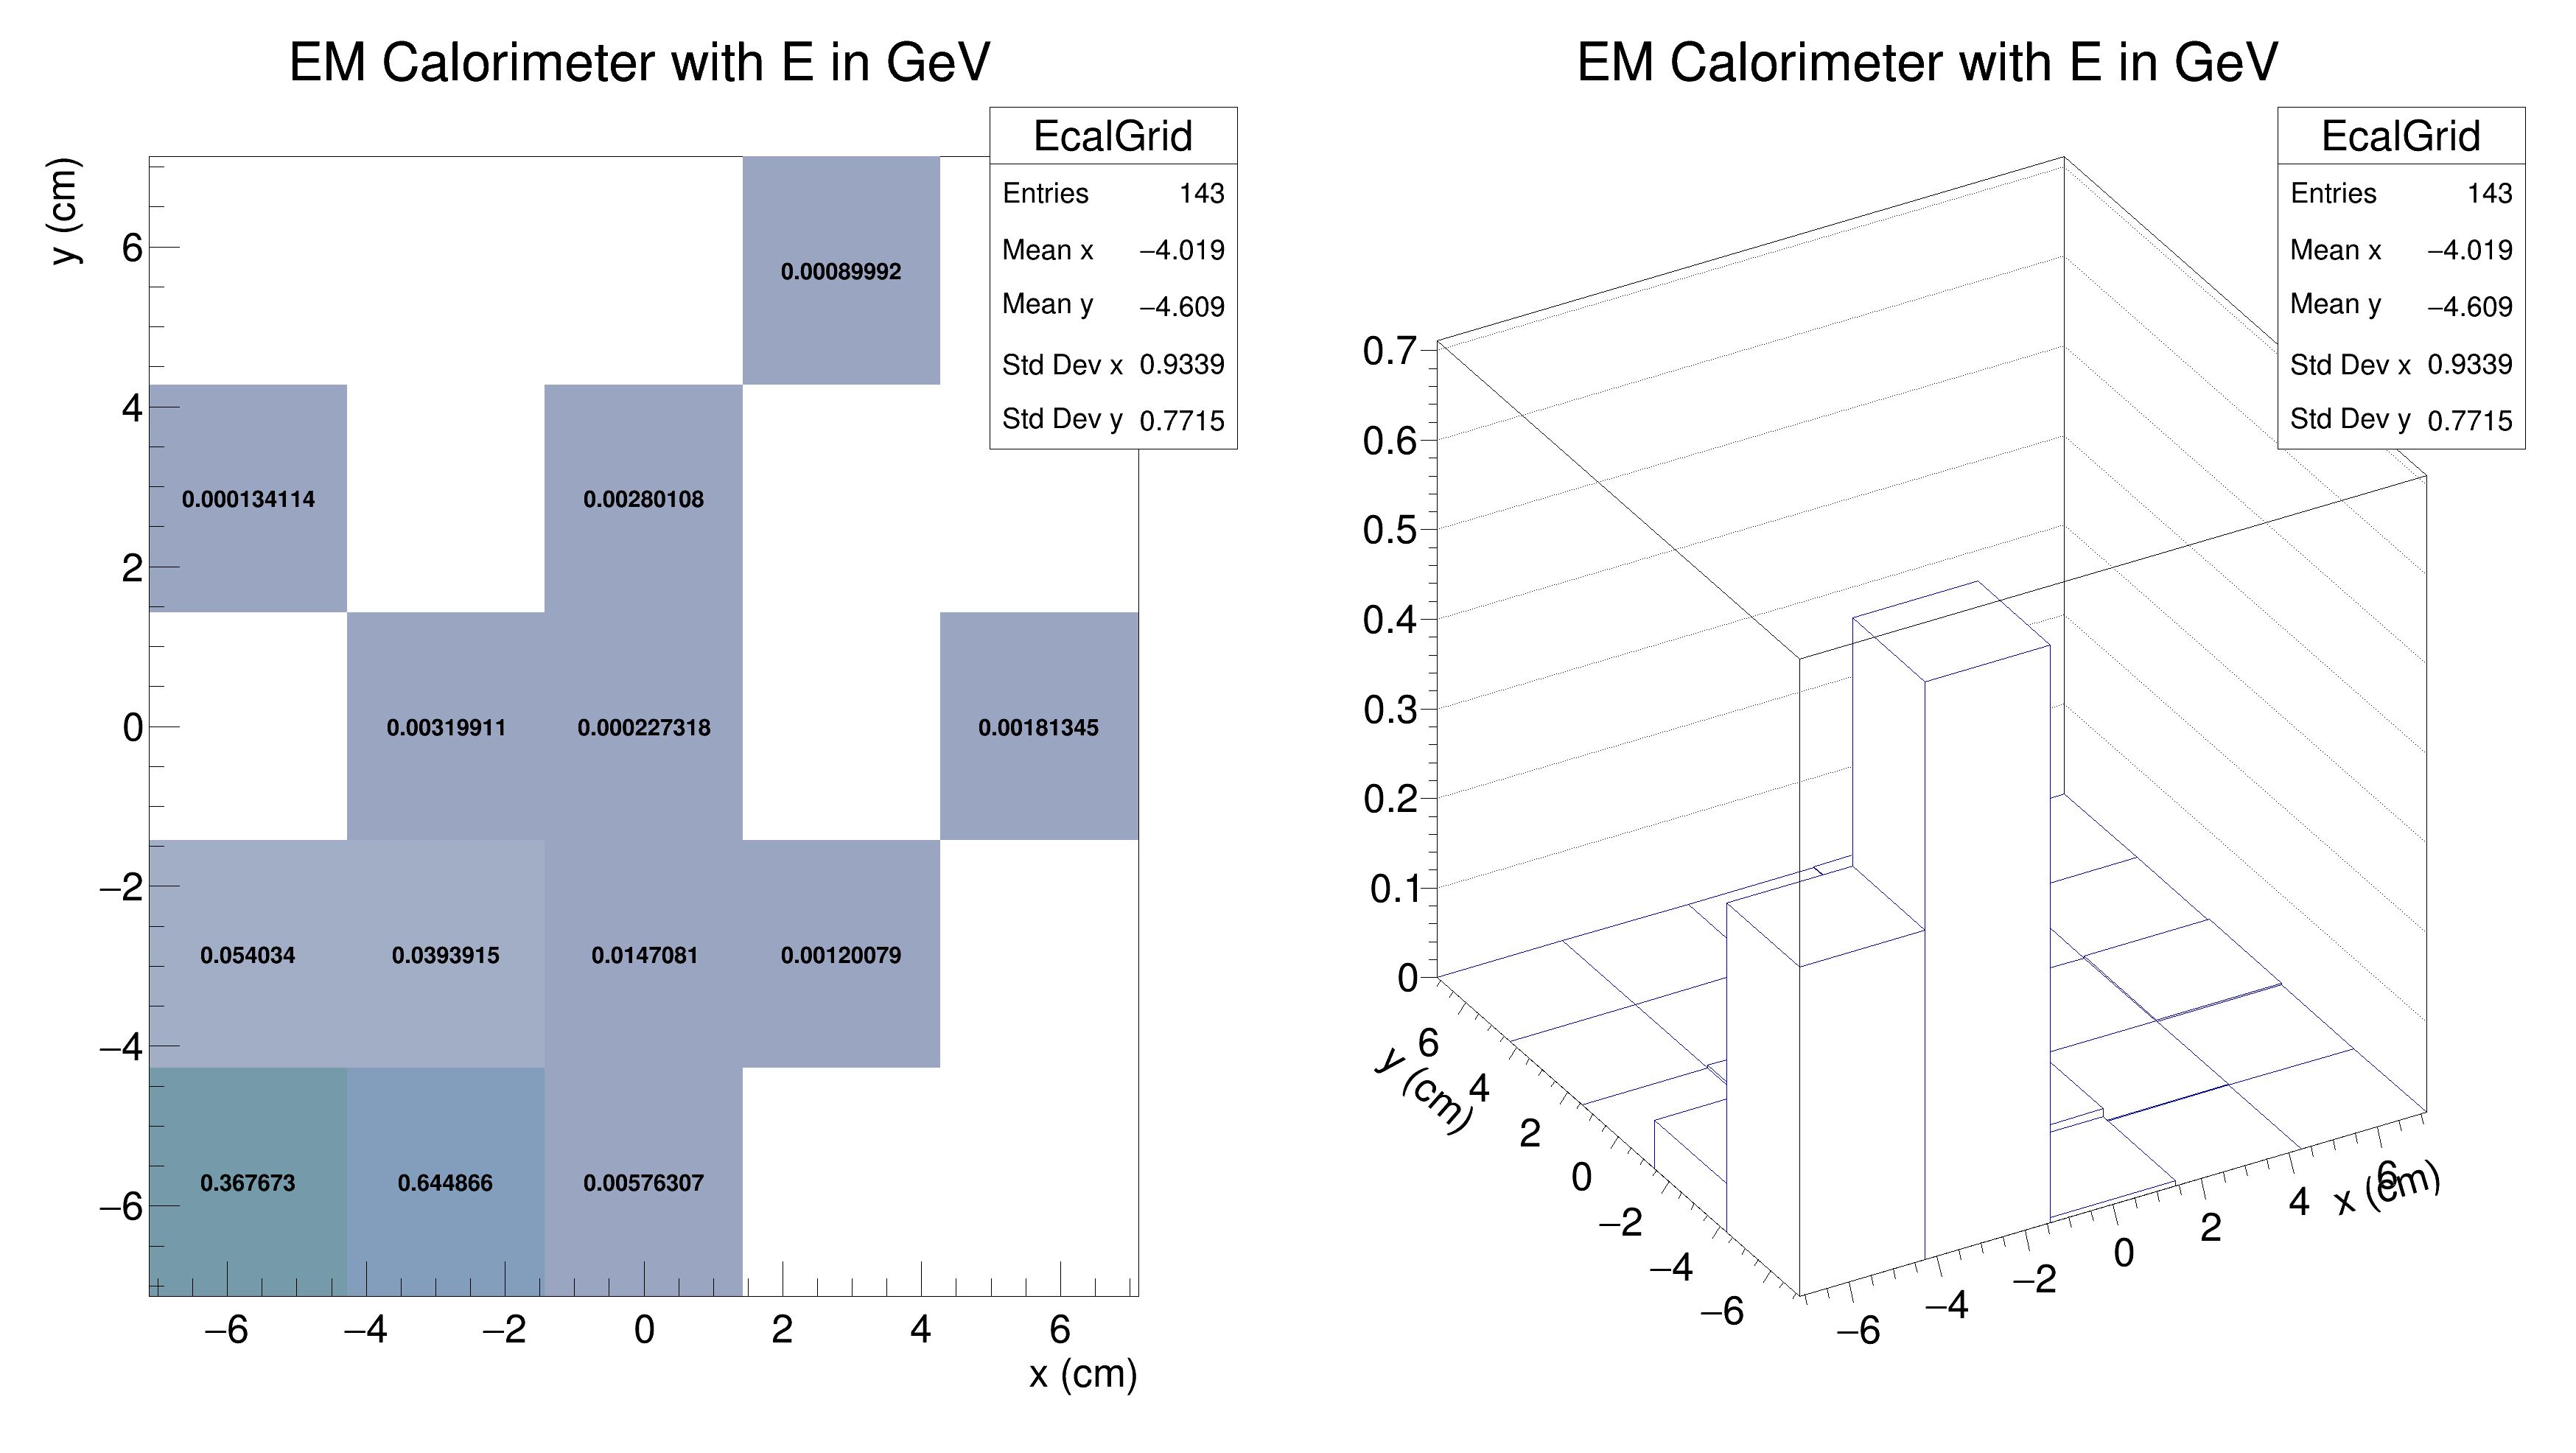 EM Calorimeter with E in GeV
EcalGrid
Entries 143
Mean x −4.019
Mean y −4.609
Std Dev x 0.9339
Std Dev y 0.7715
y (cm)
6
4
2
0
−2
−4
−6
0.00089992
0.000134114
0.00280108
0.00319911
0.000227318
0.00181345
0.054034
0.0393915
0.0147081
0.00120079
0.367673
0.644866
0.00576307
−6
−4
−2
0
2
4
6
x (cm)
EM Calorimeter with E in GeV
EcalGrid
Entries 143
Mean x −4.019
Mean y −4.609
Std Dev x 0.9339
Std Dev y 0.7715
0.7
0.6
0.5
0.4
0.3
0.2
0.1
0
y (cm)
6
4
2
0
−2
−4
−6
−6
−4
−2
0
2
4
6
x (cm)